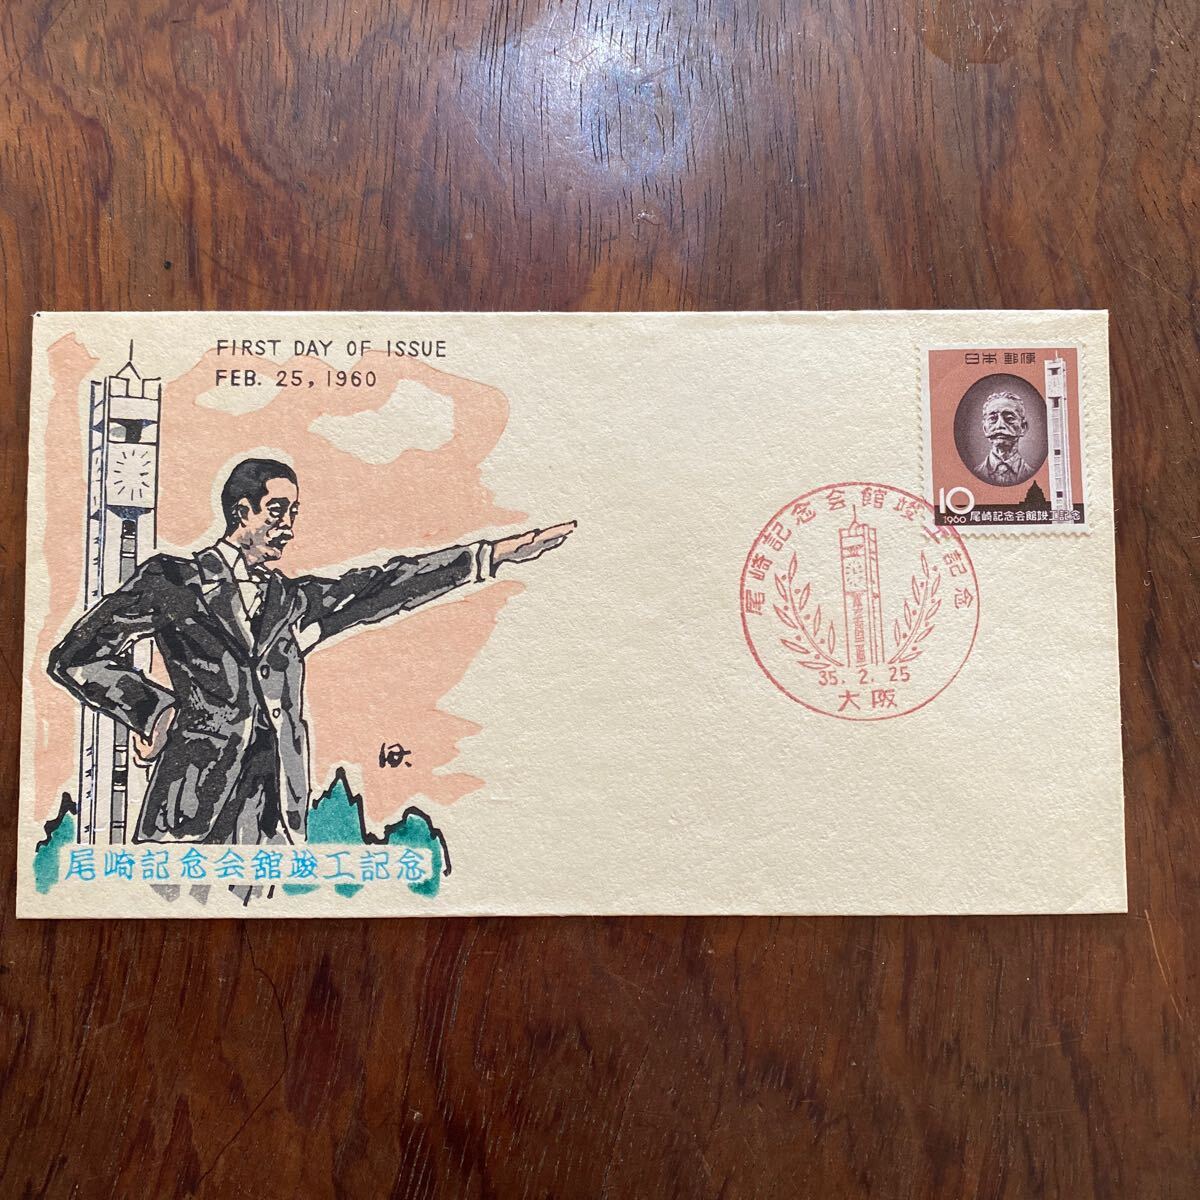 FIRST DAY OF ISSUE
FEB. 25, 1960
日本郵便
10
1960 尾崎記念会館竣工記念
尾崎記念会館竣工記念
35. 2. 25
大阪
尾崎記念会舘竣工記念